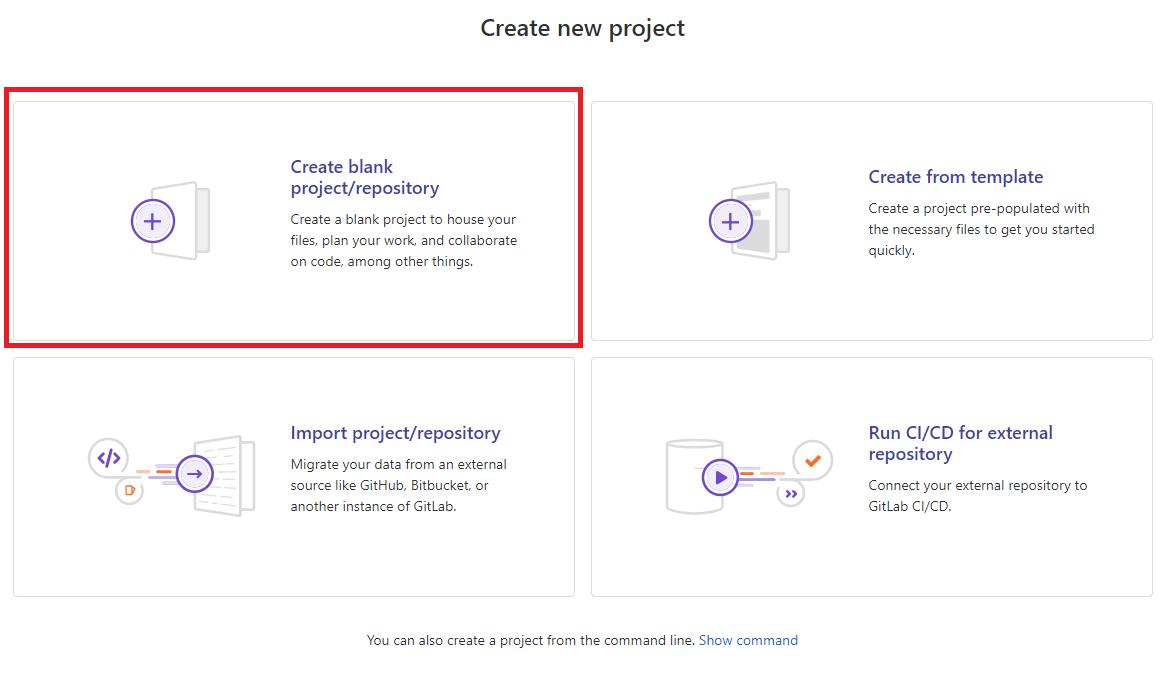 Create new project
Create blank
project/repository
Create a blank project to house your
files, plan your work, and collaborate
on code, among other things.
Create from template
Create a project pre-populated with
the necessary files to get you started
quickly.
Import project/repository
Migrate your data from an external
source like GitHub, Bitbucket, or
another instance of GitLab.
Run CI/CD for external
repository
Connect your external repository to
GitLab CI/CD.
You can also create a project from the command line. Show command